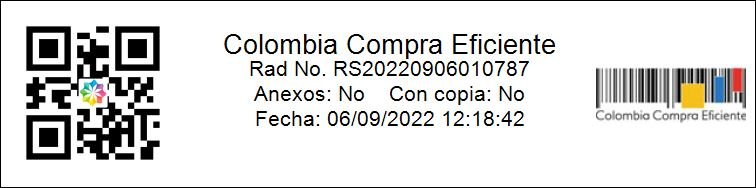 Colombia Compra Eficiente
Rad No. RS20220906010787
Anexos: No    Con copia: No
Fecha: 06/09/2022 12:18:42
Colombia Compra Eficiente